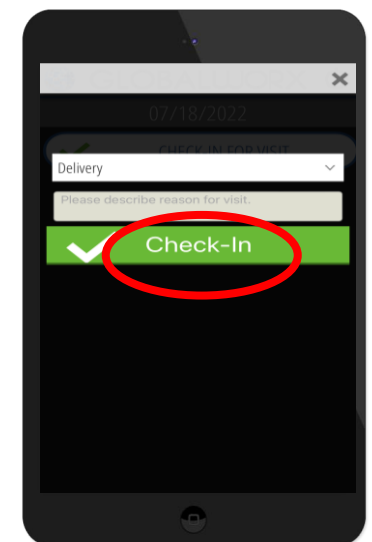 07/18/2022
CHECK-IN FOR VISIT
Delivery
Please describe reason for visit.
Check-In